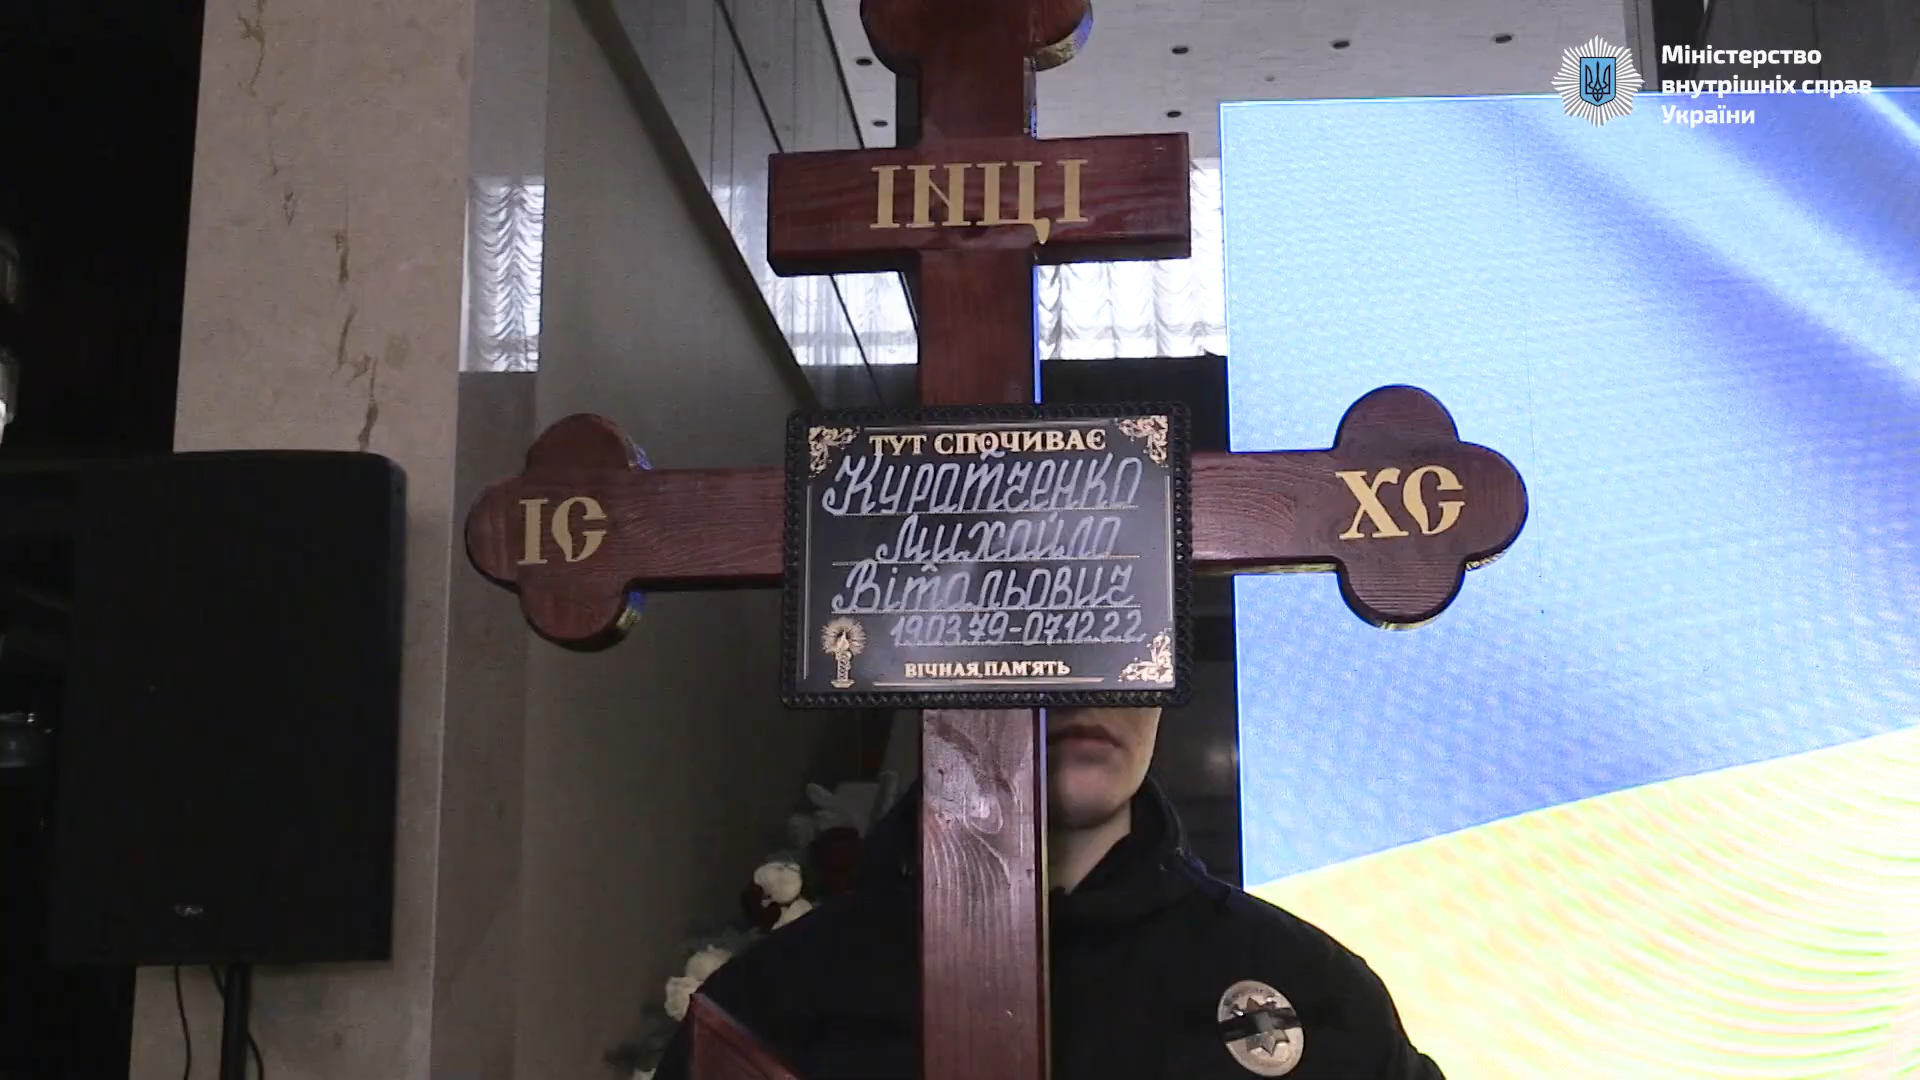 Міністерство
внутрішніх справ
України
ІНЦІ
ІС
ХС
ТУТ СПОЧИВАЄ
Куратченко
Михайло
Вітальович
19.03.79-07.12.22
ВІЧНАЯ ПАМ'ЯТЬ